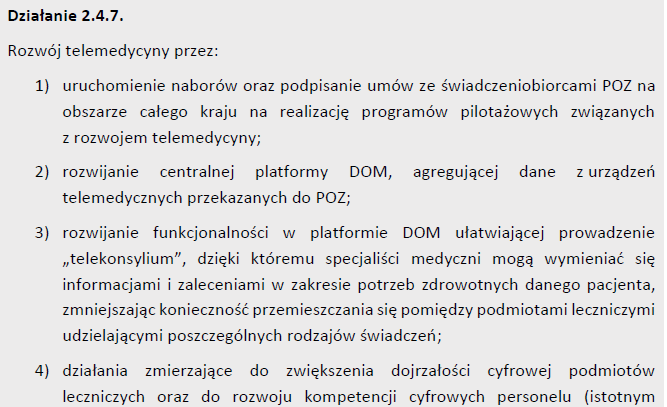 Działanie 2.4.7.
Rozwój telemedycyny przez:
1) uruchomienie naborów oraz podpisanie umów ze świadczeniobiorcami POZ na
obszarze całego kraju na realizację programów pilotażowych związanych
z rozwojem telemedycyny;
2) rozwijanie centralnej platformy DOM, agregującej dane z urządzeń
telemedycznych przekazanych do POZ;
3) rozwijanie funkcjonalności w platformie DOM ułatwiającej prowadzenie
„telekonsylium”, dzięki któremu specjaliści medyczni mogą wymieniać się
informacjami i zaleceniami w zakresie potrzeb zdrowotnych danego pacjenta,
zmniejszając konieczność przemieszczania się pomiędzy podmiotami leczniczymi
udzielającymi poszczególnych rodzajów świadczeń;
4) działania zmierzające do zwiększenia dojrzałości cyfrowej podmiotów
leczniczych oraz do rozwoju kompetencji cyfrowych personelu (istotnym